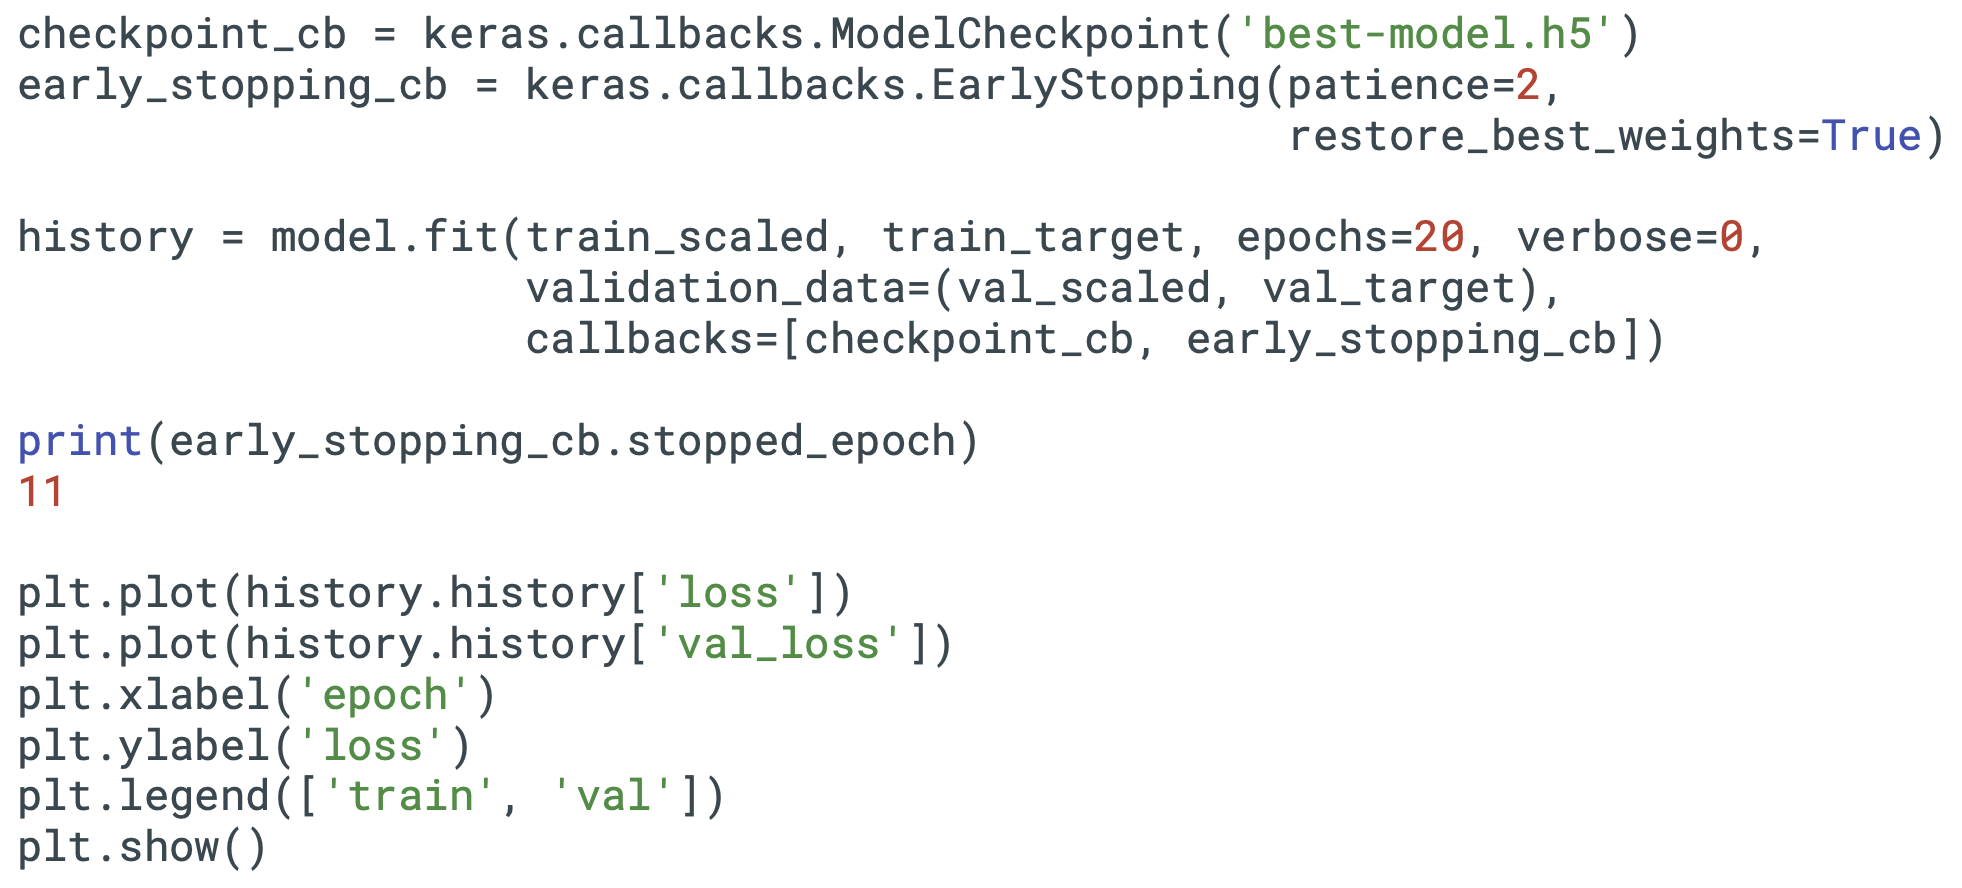 checkpoint_cb = keras.callbacks.ModelCheckpoint('best-model.h5')
early_stopping_cb = keras.callbacks.EarlyStopping(patience=2,
                                                  restore_best_weights=True)

history = model.fit(train_scaled, train_target, epochs=20, verbose=0,
                    validation_data=(val_scaled, val_target),
                    callbacks=[checkpoint_cb, early_stopping_cb])

print(early_stopping_cb.stopped_epoch)
11

plt.plot(history.history['loss'])
plt.plot(history.history['val_loss'])
plt.xlabel('epoch')
plt.ylabel('loss')
plt.legend(['train', 'val'])
plt.show()